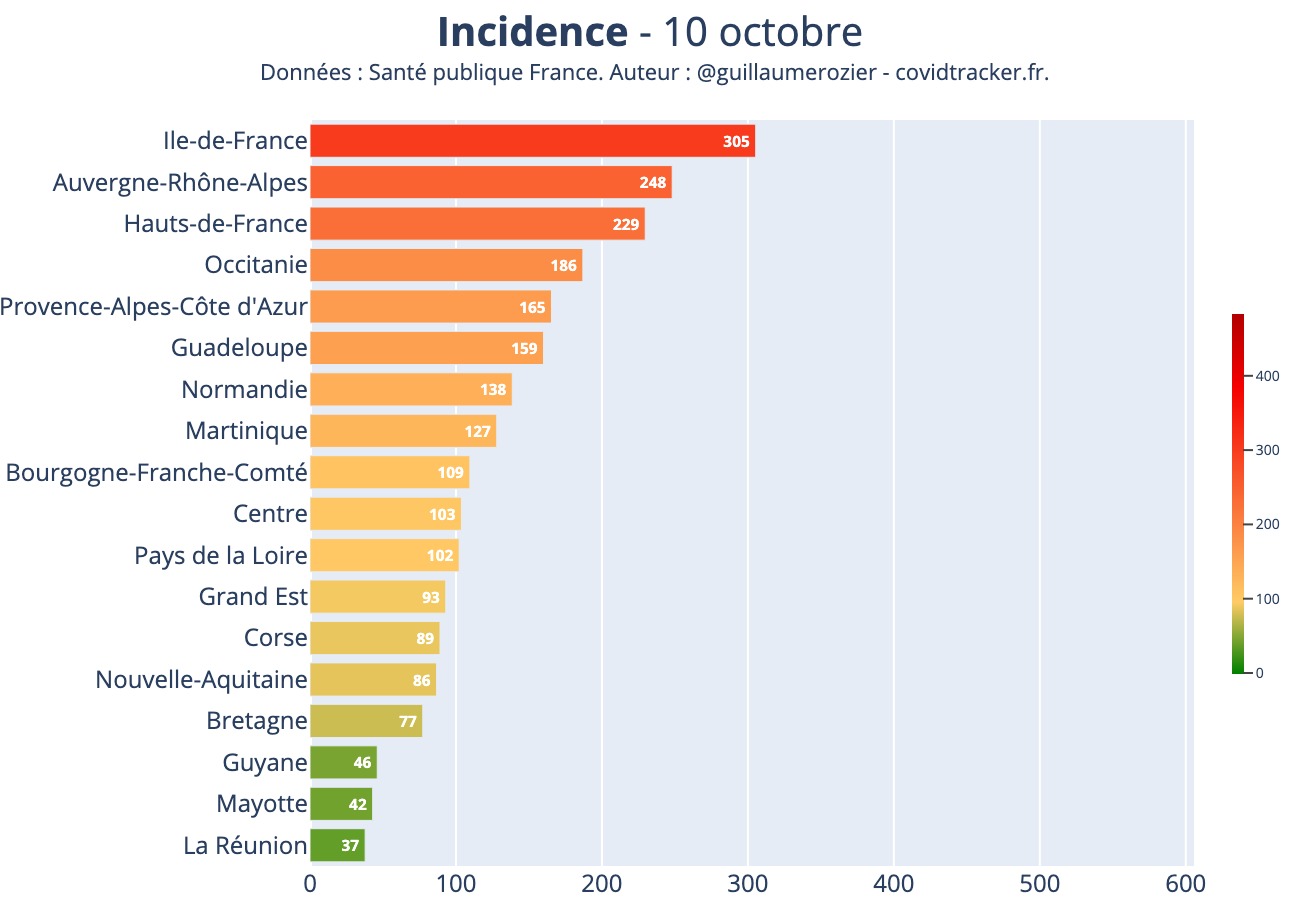 Incidence - 10 octobre
Données : Santé publique France. Auteur : @guillaumerozier - covidtracker.fr.
Ile-de-France 305
Auvergne-Rhône-Alpes 248
Hauts-de-France 229
Occitanie 186
Provence-Alpes-Côte d'Azur 165
Guadeloupe 159
Normandie 138
Martinique 127
Bourgogne-Franche-Comté 109
Centre 103
Pays de la Loire 102
Grand Est 93
Corse 89
Nouvelle-Aquitaine 86
Bretagne 77
Guyane 46
Mayotte 42
La Réunion 37
0 100 200 300 400 500 600
400
300
200
100
0